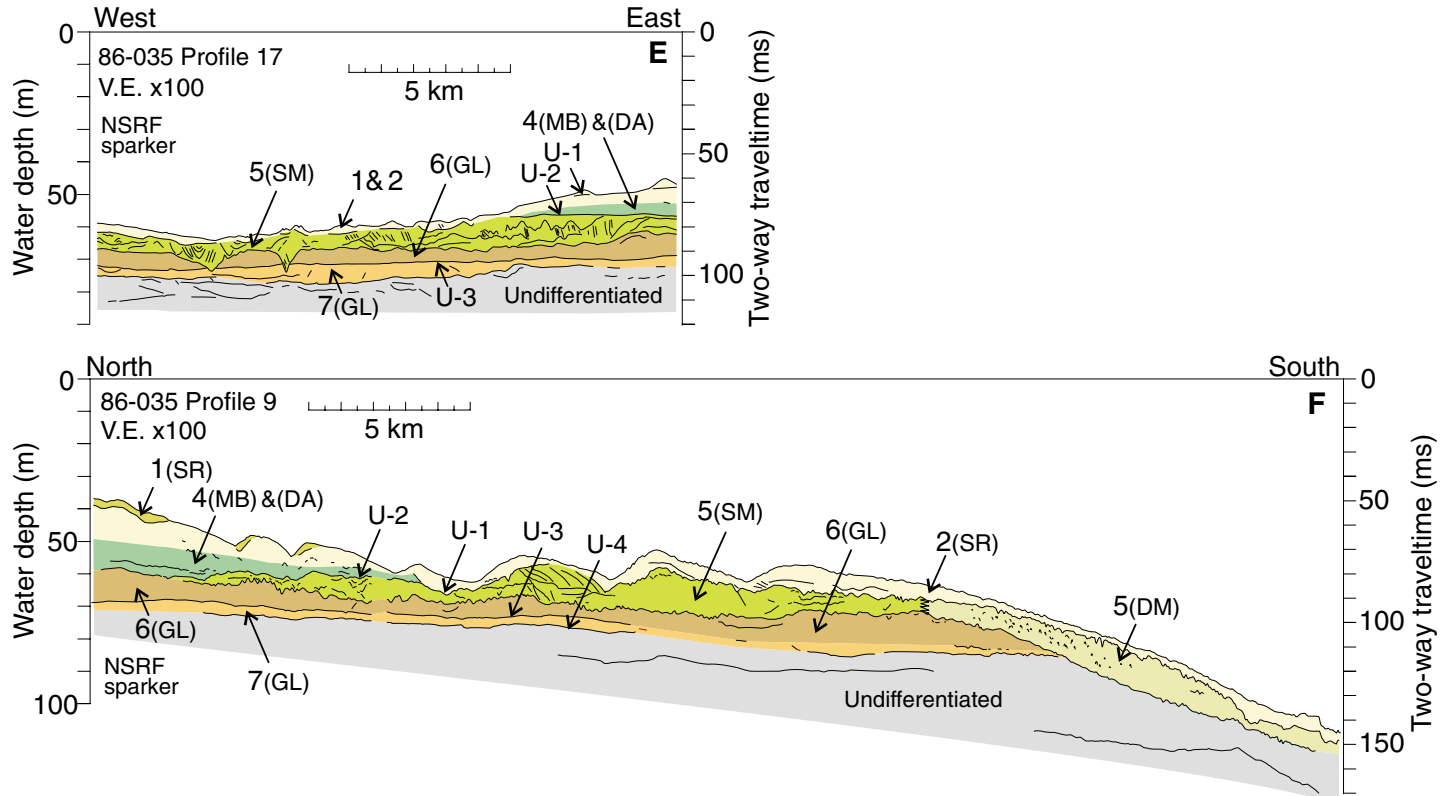 West
East
0
0
86-035 Profile 17
E
V.E. x100
5 km
NSRF
sparker
4(MB) &(DA)
U-1
U-2
50
6(GL)
5(SM)
1& 2
50
100
7(GL)
U-3
Undifferentiated
Water depth (m)
Two-way traveltime (ms)
North
South
0
0
86-035 Profile 9
F
V.E. x100
5 km
1(SR)
4(MB) &(DA)
50
U-2
U-1
U-3
U-4
5(SM)
6(GL)
2(SR)
50
100
5(DM)
6(GL)
NSRF
sparker
7(GL)
Undifferentiated
100
150
Water depth (m)
Two-way traveltime (ms)